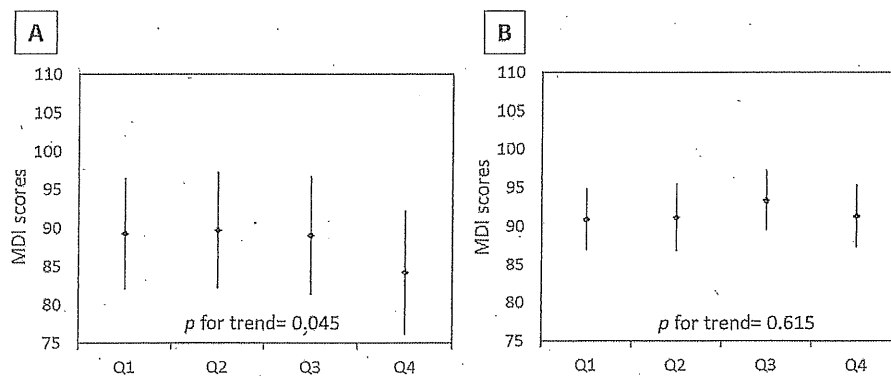 A
MDI scores
110
105
100
95
90
85
80
75
p for trend= 0.045
Q1 Q2 Q3 Q4
B
MDI scores
110
105
100
95
90
85
80
75
p for trend= 0.615
Q1 Q2 Q3 Q4